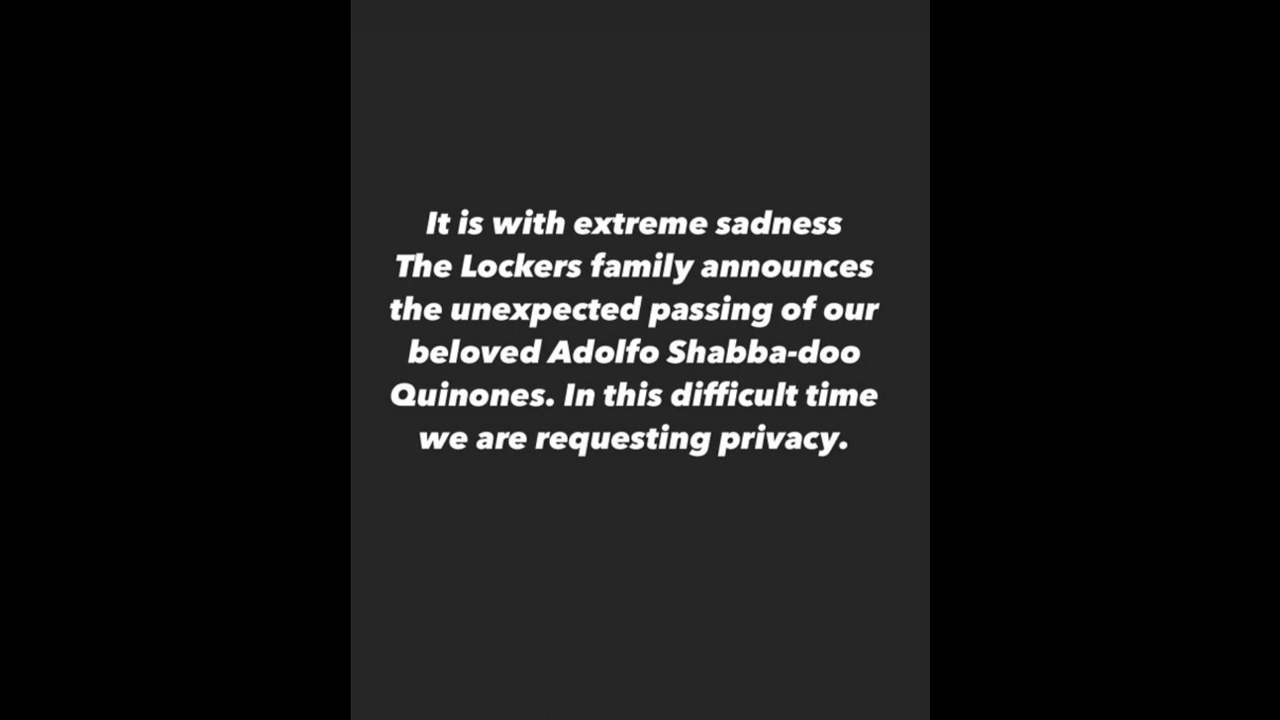 It is with extreme sadness
The Lockers family announces
the unexpected passing of our
beloved Adolfo Shabba-doo
Quinones. In this difficult time
we are requesting privacy.